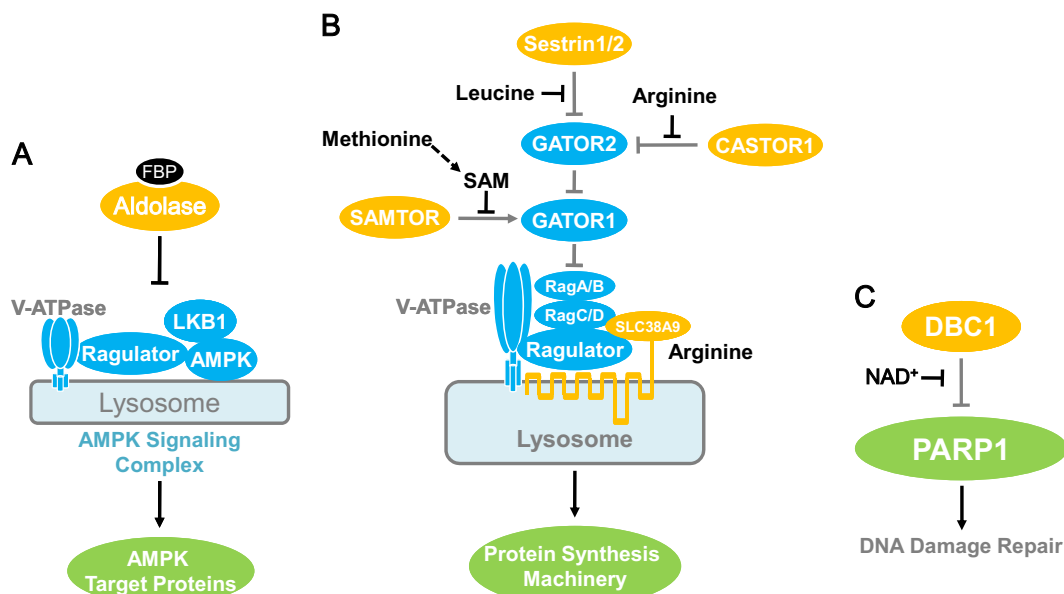 A
FBP
Aldolase
V-ATPase
LKB1
Ragulator
AMPK
Lysosome
AMPK Signaling
Complex
AMPK
Target Proteins
B
Sestrin1/2
Leucine
Arginine
Methionine
GATOR2
CASTOR1
SAM
SAMTOR
GATOR1
V-ATPase
RagA/B
RagC/D
SLC38A9
Ragulator
Arginine
Lysosome
Protein Synthesis
Machinery
C
DBC1
NAD⁺
PARP1
DNA Damage Repair